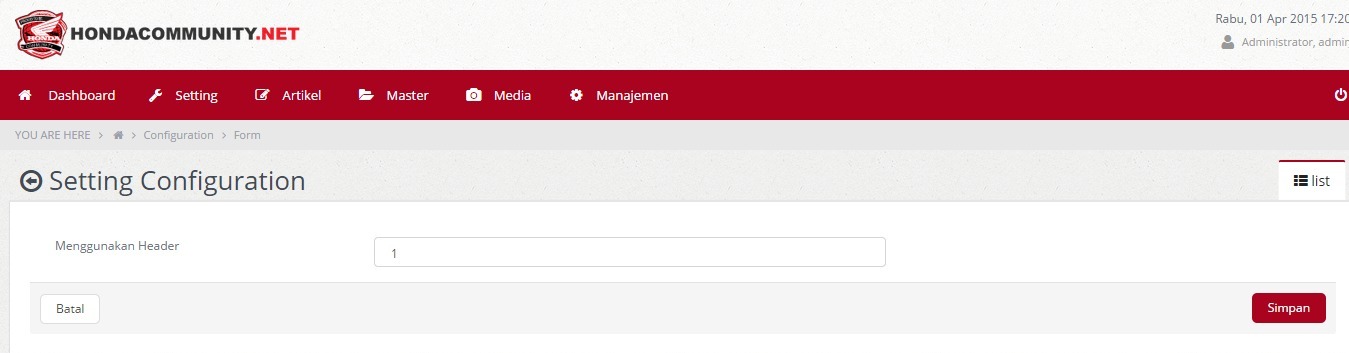 HONDACOMMUNITY.NET
HONDA
Rabu, 01 Apr 2015 17:20
Administrator, admin
Dashboard Setting Artikel Master Media Manajemen
YOU ARE HERE > > Configuration > Form
Setting Configuration
list
Menggunakan Header
1
Batal
Simpan